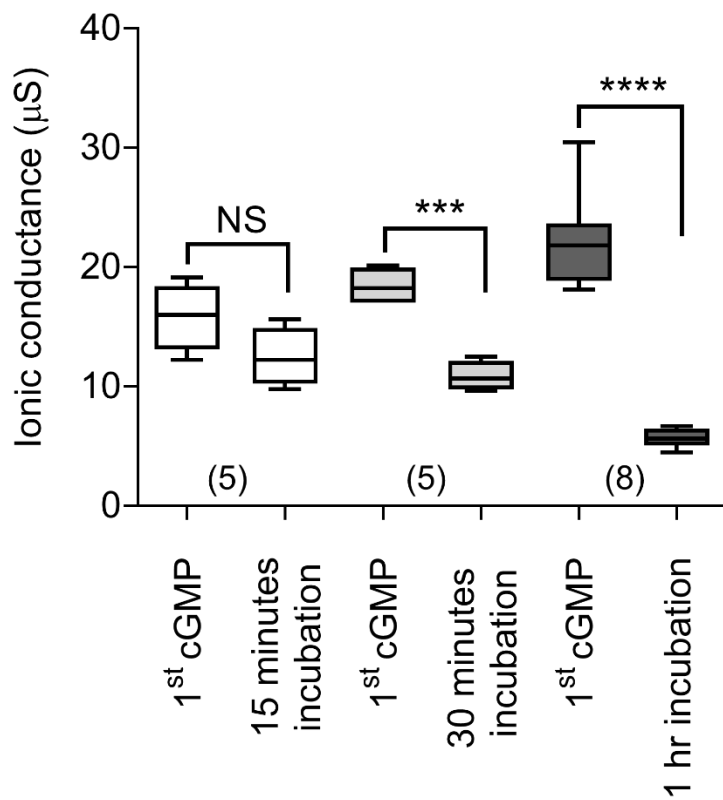 Ionic conductance (μS)
40
30
20
10
0
NS
***
****
(5)
(5)
(8)
1st cGMP
15 minutes
incubation
1st cGMP
30 minutes
incubation
1st cGMP
1 hr incubation